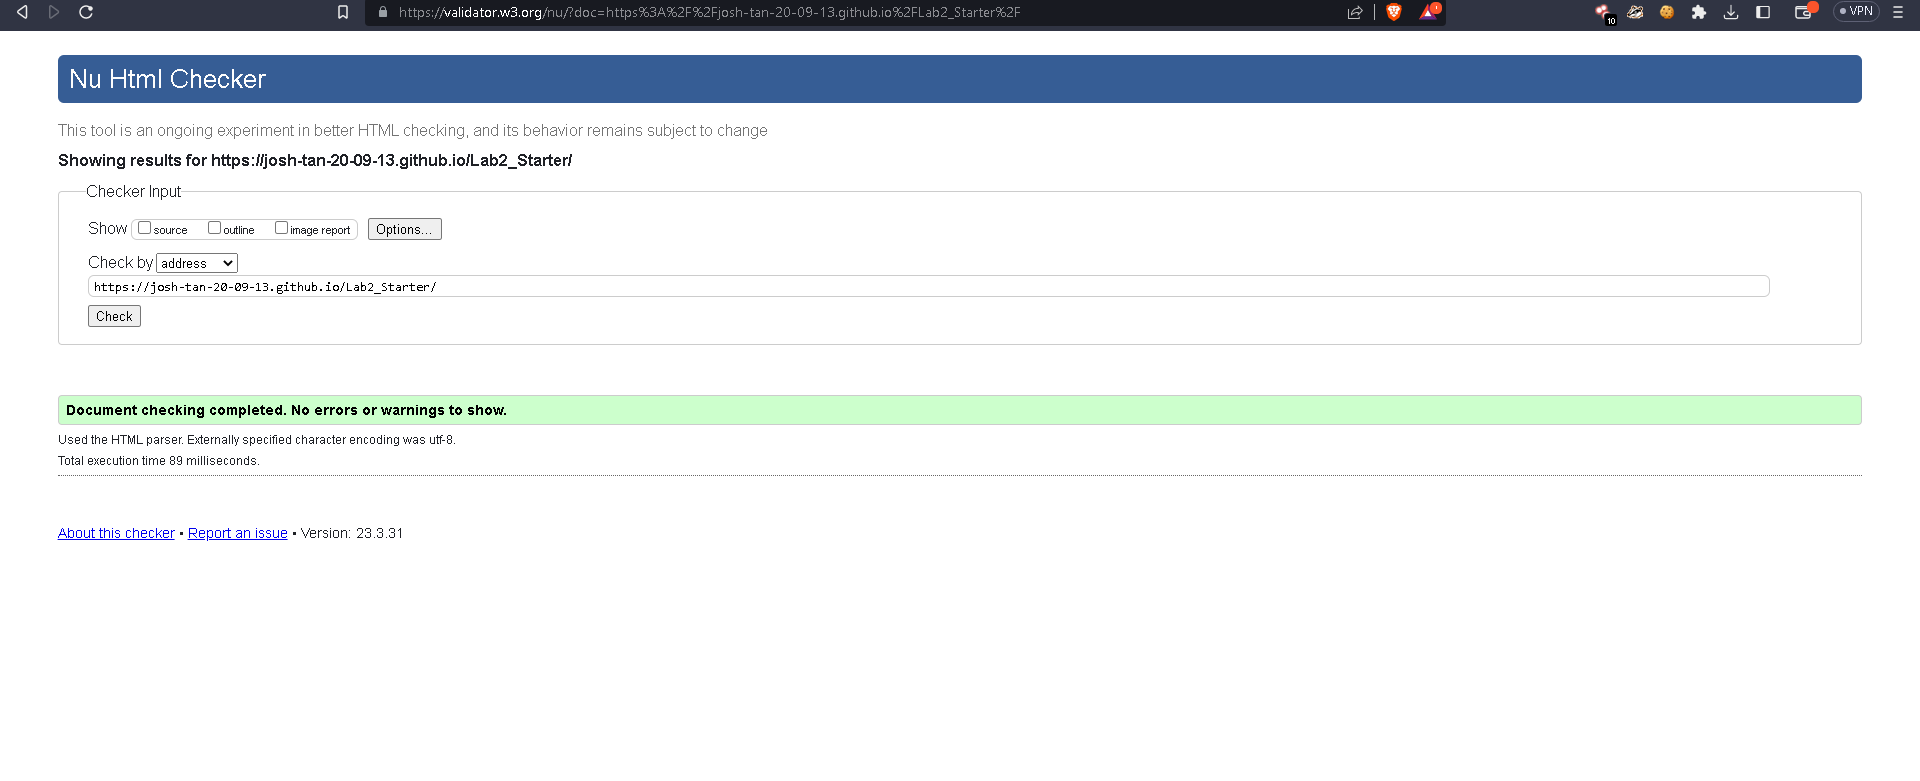 https://validator.w3.org/nu/?doc=https%3A%2F%2Fjosh-tan-20-09-13.github.io%2FLab2_Starter%2F
1
10
VPN
Nu Html Checker
This tool is an ongoing experiment in better HTML checking, and its behavior remains subject to change
Showing results for https://josh-tan-20-09-13.github.io/Lab2_Starter/
Checker Input
Show source outline image report Options...
Check by address
https://josh-tan-20-09-13.github.io/Lab2_Starter/
Check
Document checking completed. No errors or warnings to show.
Used the HTML parser. Externally specified character encoding was utf-8.
Total execution time 89 milliseconds.
About this checker • Report an issue • Version: 23.3.31